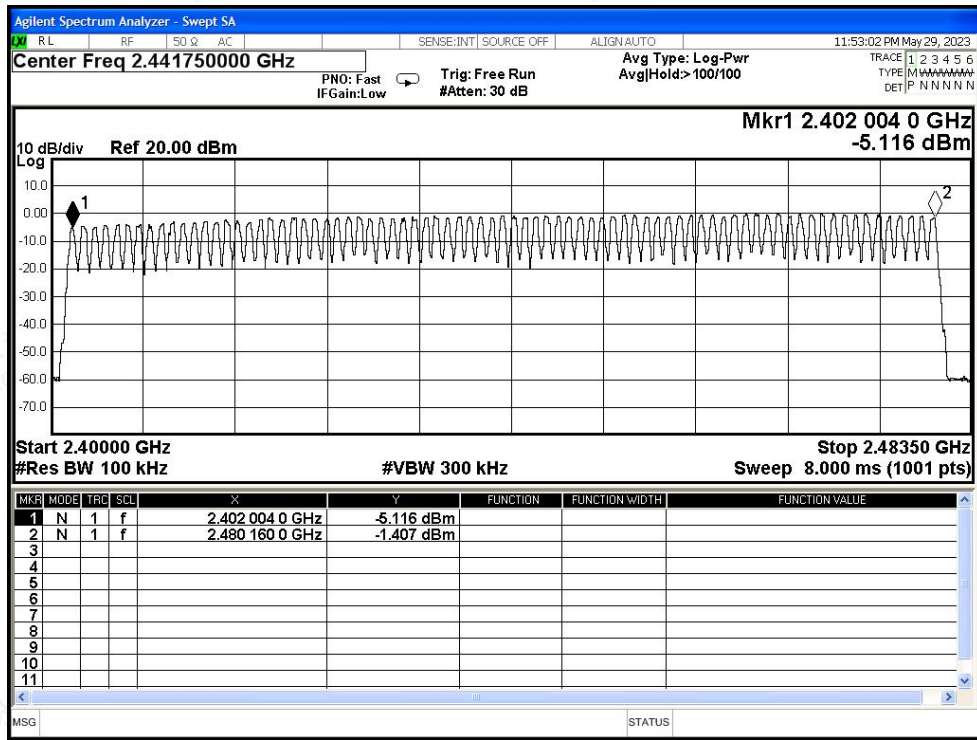 Agilent Spectrum Analyzer - Swept SA
LXI RL RF 50 Ω AC SENSE:INT SOURCE OFF ALIGN AUTO 11:53:02 PM May 29, 2023
Center Freq 2.441750000 GHz
PNO: Fast
IFGain:Low
Trig: Free Run
#Atten: 30 dB
Avg Type: Log-Pwr
Avg|Hold:>100/100
TRACE 1 2 3 4 5 6
TYPE M WWWWW
DET P N N N N N
Mkr1 2.402 004 0 GHz
-5.116 dBm
10 dB/div Ref 20.00 dBm
Log
10.0
0.00
-10.0
-20.0
-30.0
-40.0
-50.0
-60.0
-70.0
1
2
Start 2.40000 GHz Stop 2.48350 GHz
#Res BW 100 kHz #VBW 300 kHz Sweep 8.000 ms (1001 pts)
MKR MODE TRC SCL X Y FUNCTION FUNCTION WIDTH FUNCTION VALUE
1 N 1 f 2.402 004 0 GHz -5.116 dBm
2 N 1 f 2.480 160 0 GHz -1.407 dBm
3
4
5
6
7
8
9
10
11
MSG STATUS